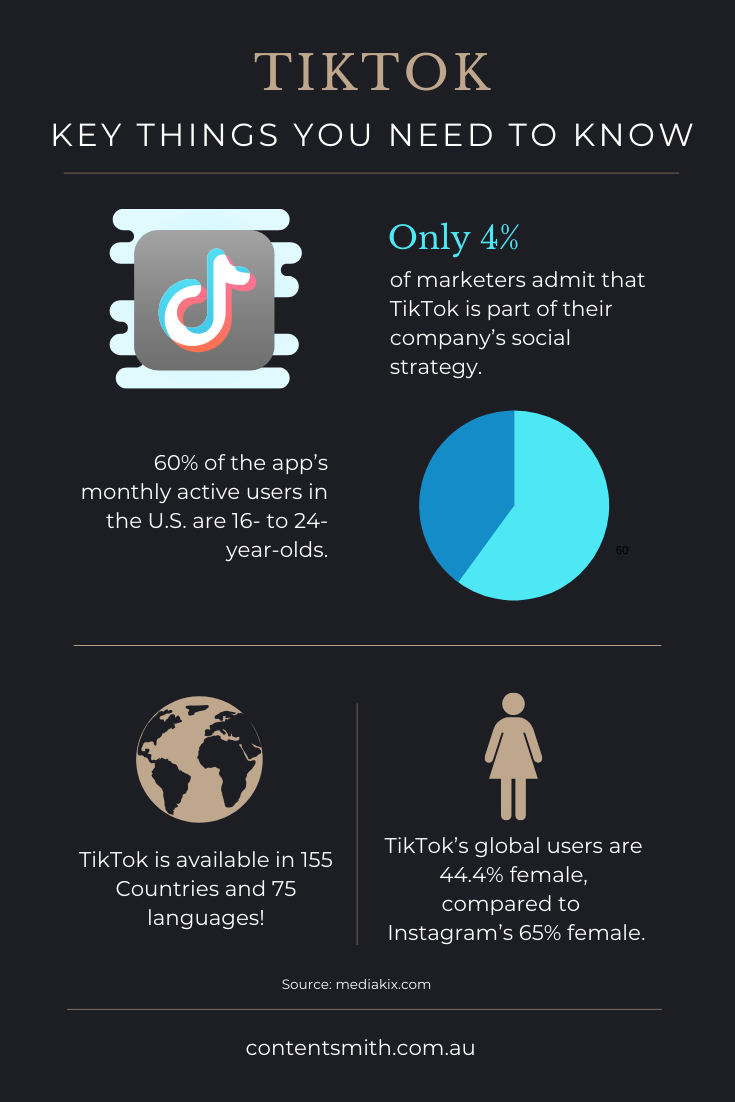 TIKTOK
KEY THINGS YOU NEED TO KNOW
Only 4%
of marketers admit that
TikTok is part of their
company's social
strategy.
60% of the app's
monthly active users in
the U.S. are 16- to 24-
year-olds.
60
TikTok is available in 155
Countries and 75
languages!
TikTok's global users are
44.4% female,
compared to
Instagram's 65% female.
Source: mediakix.com
contentsmith.com.au